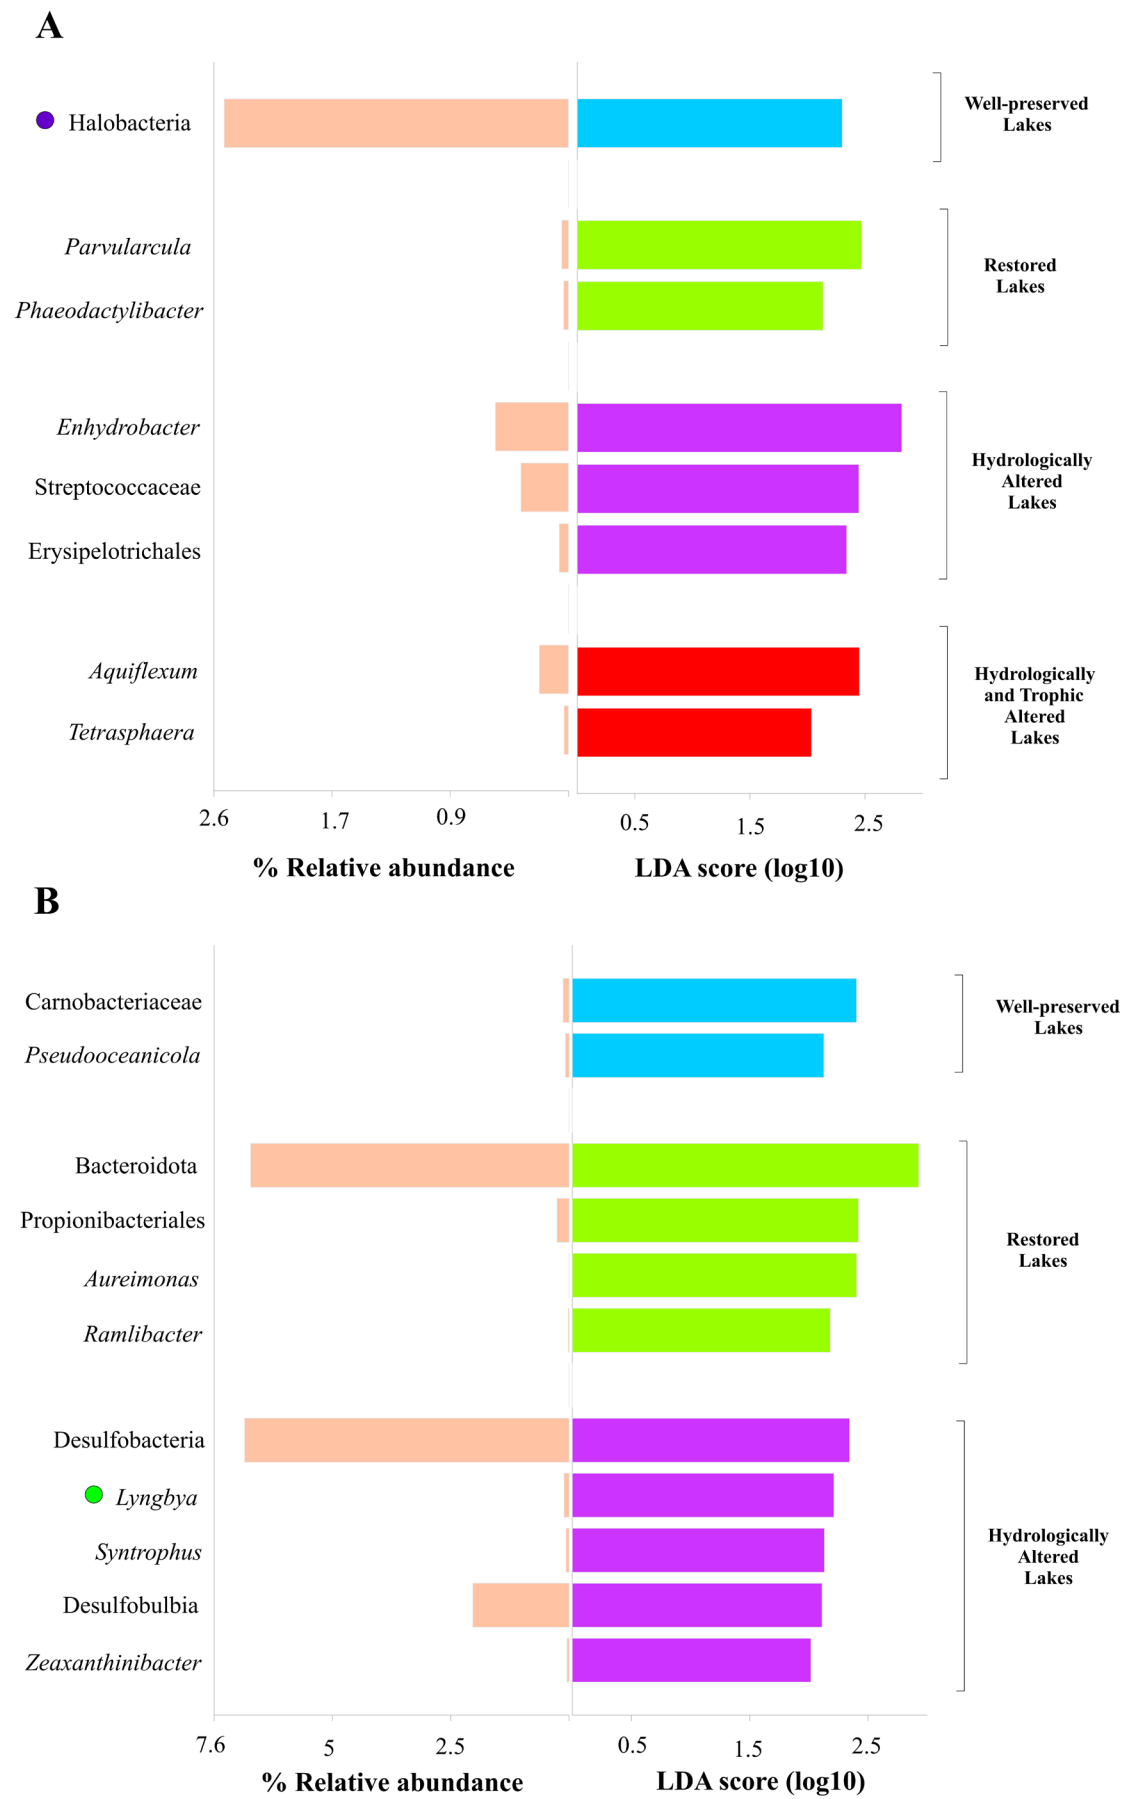 A
Halobacteria
Well-preserved
Lakes
Parvularcula
Phaeodactylibacter
Restored
Lakes
Enhydrobacter
Streptococcaceae
Erysipelotrichales
Hydrologically
Altered
Lakes
Aquiflexum
Tetrasphaera
Hydrologically
and Trophic
Altered
Lakes
2.6 1.7 0.9 0.5 1.5 2.5
% Relative abundance LDA score (log10)
B
Carnobacteriaceae
Pseudooceanicola
Well-preserved
Lakes
Bacteroidota
Propionibacteriales
Aureimonas
Ramlibacter
Restored
Lakes
Desulfobacteria
Lyngbya
Syntrophus
Desulfobulbia
Zeaxanthinibacter
Hydrologically
Altered
Lakes
7.6 5 2.5 0.5 1.5 2.5
% Relative abundance LDA score (log10)